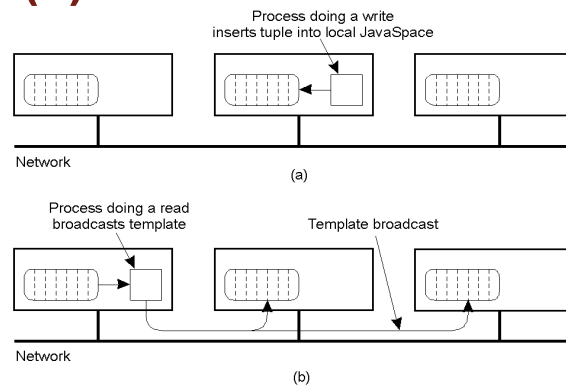 Process doing a write
inserts tuple into local JavaSpace
Network
(a)
Process doing a read
broadcasts template
Template broadcast
Network
(b)